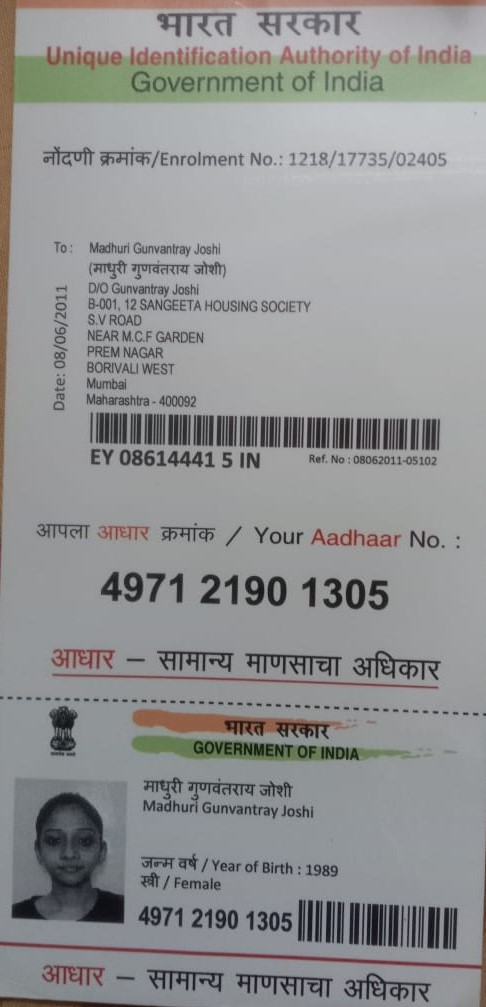 भारत सरकार
Unique Identification Authority of India
Government of India
नोंदणी क्रमांक/Enrolment No.: 1218/17735/02405
To : Madhuri Gunvantray Joshi
(माधुरी गुणवंतराय जोशी)
D/O Gunvantray Joshi
B-001, 12 SANGEETA HOUSING SOCIETY
S.V ROAD
NEAR M.C.F GARDEN
PREM NAGAR
BORIVALI WEST
Mumbai
Maharashtra - 400092
Date: 08/06/2011
EY 08614441 5 IN
Ref. No : 08062011-05102
आपला आधार क्रमांक / Your Aadhaar No. :
4971 2190 1305
आधार – सामान्य माणसाचा अधिकार
भारत सरकार
GOVERNMENT OF INDIA
माधुरी गुणवंतराय जोशी
Madhuri Gunvantray Joshi
जन्म वर्ष / Year of Birth : 1989
स्त्री / Female
4971 2190 1305
आधार – सामान्य माणसाचा अधिकार